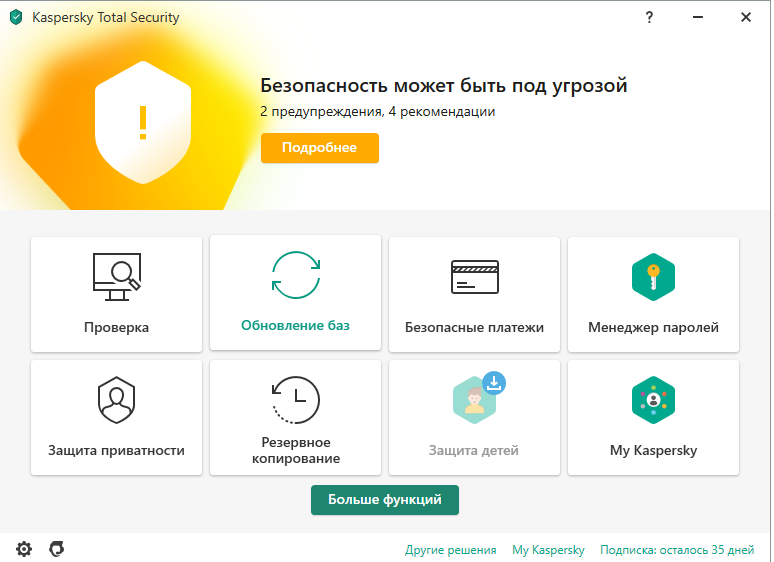 Kaspersky Total Security
?
Безопасность может быть под угрозой
2 предупреждения, 4 рекомендации
Подробнее
Проверка
Обновление баз
Безопасные платежи
Менеджер паролей
Защита приватности
Резервное
копирование
Защита детей
My Kaspersky
Больше функций
Другие решения
My Kaspersky
Подписка: осталось 35 дней